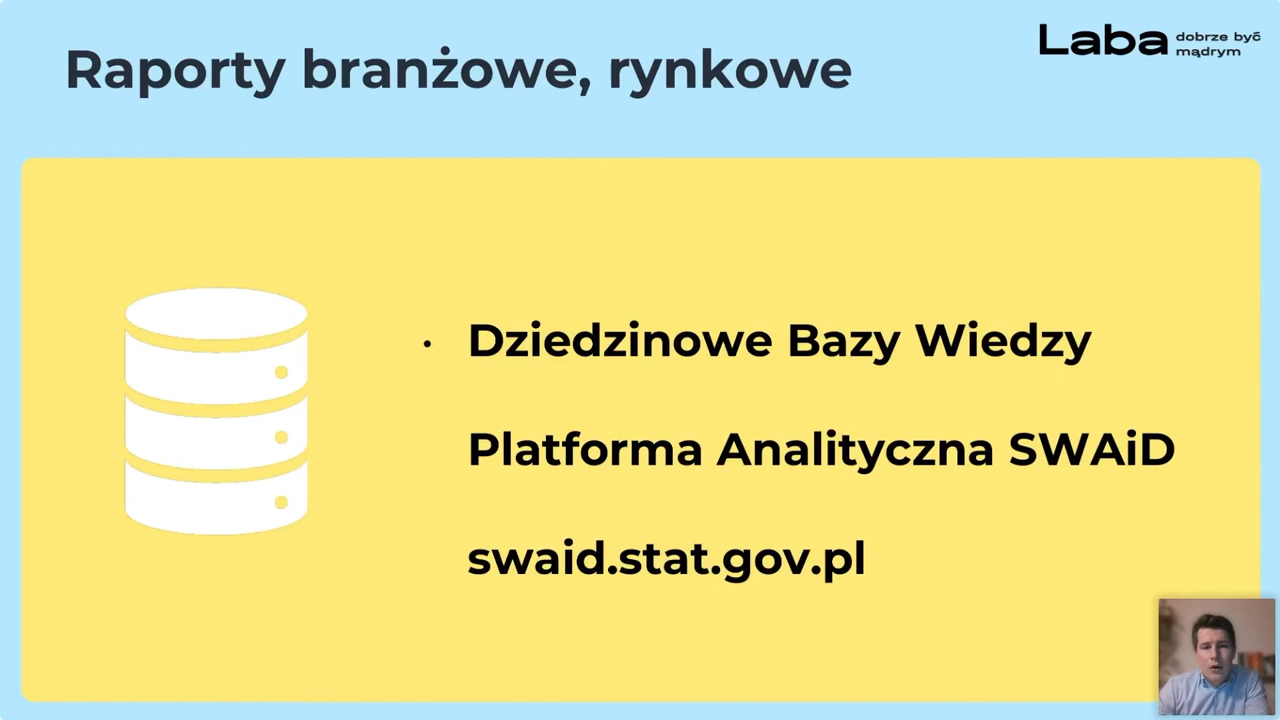 Raporty branżowe, rynkowe
Laba dobrze być
mądrym
• Dziedzinowe Bazy Wiedzy
Platforma Analityczna SWAiD
swaid.stat.gov.pl